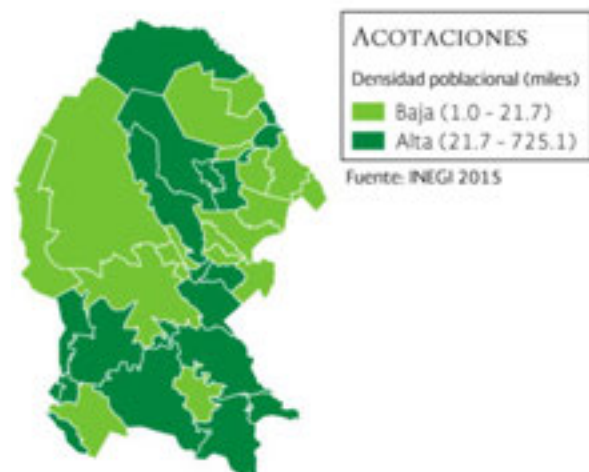 ACOTACIONES
Densidad poblacional (miles)
Baja (1.0 - 21.7)
Alta (21.7 - 725.1)
Fuente: INEGI 2015